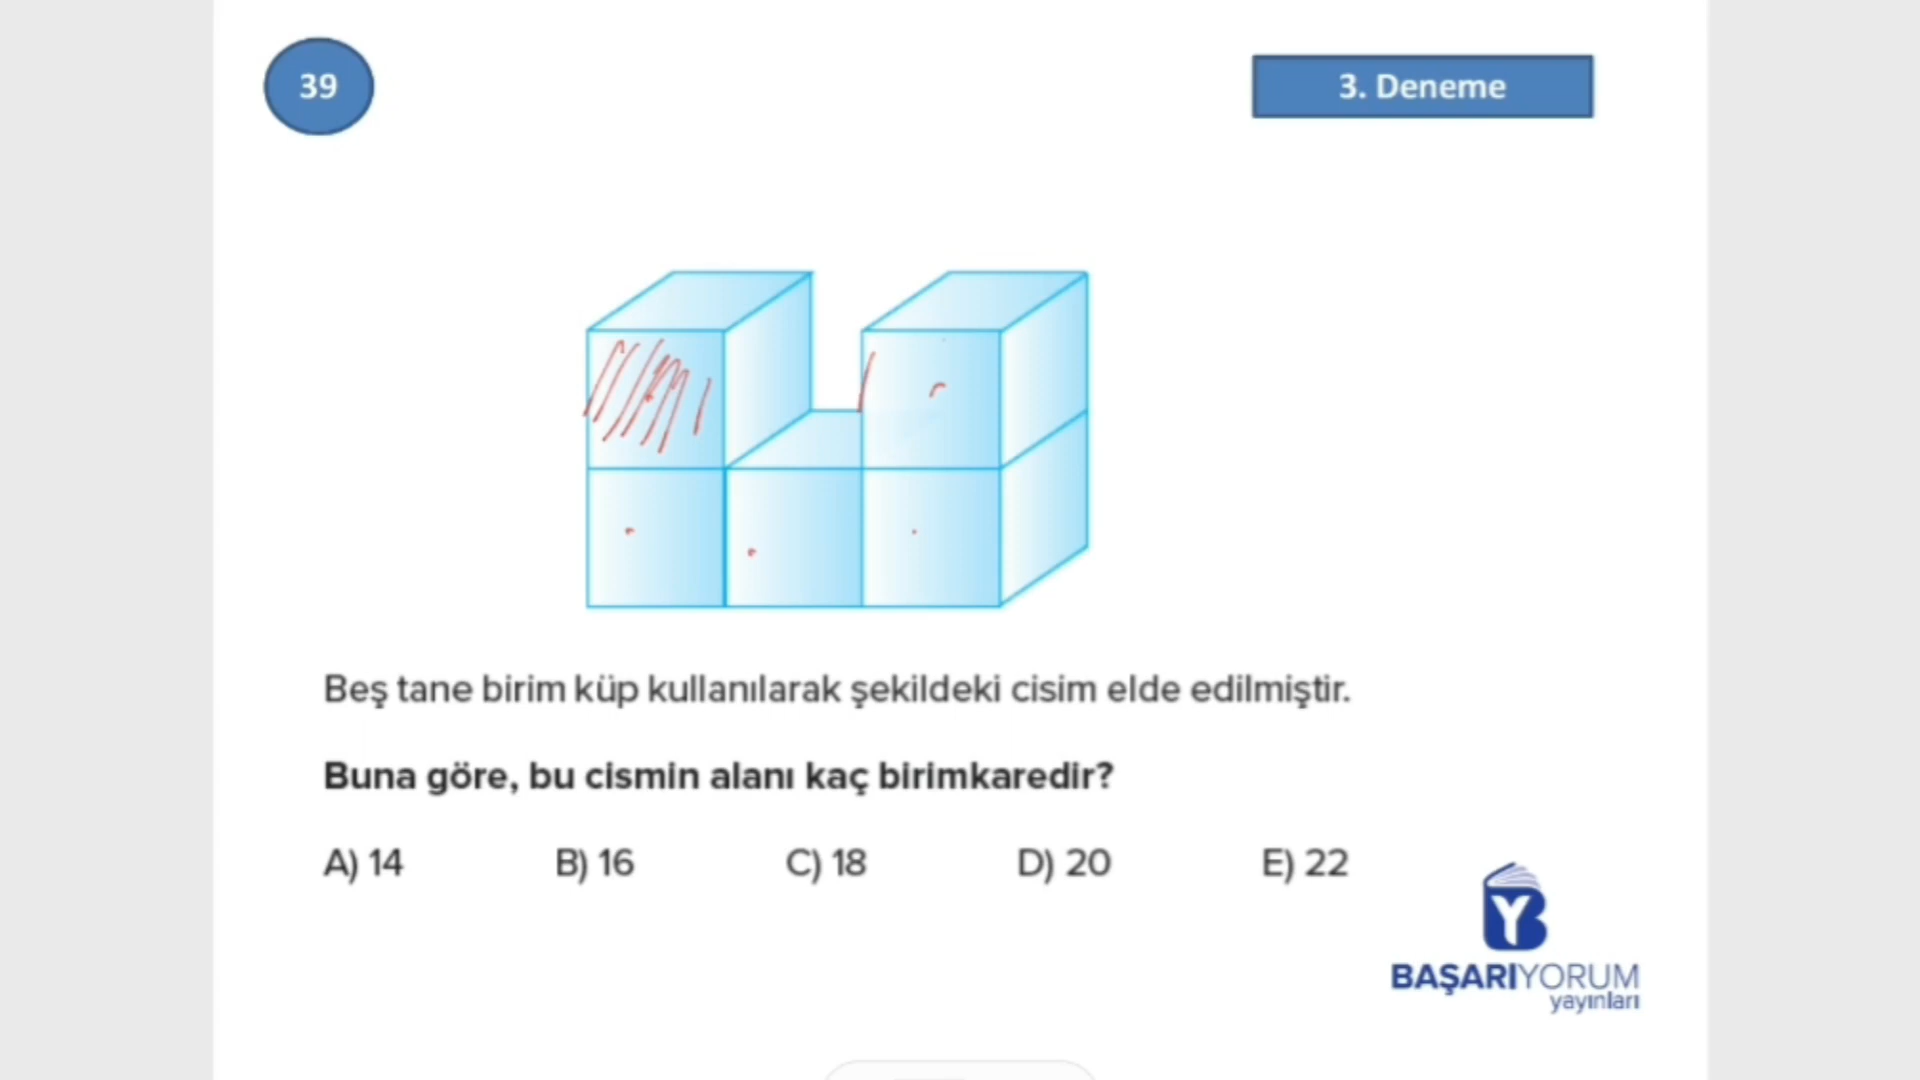 39
3. Deneme
Beş tane birim küp kullanılarak şekildeki cisim elde edilmiştir.
Buna göre, bu cismin alanı kaç birimkaredir?
A) 14 B) 16 C) 18 D) 20 E) 22
BAŞARIYORUM
yayınları